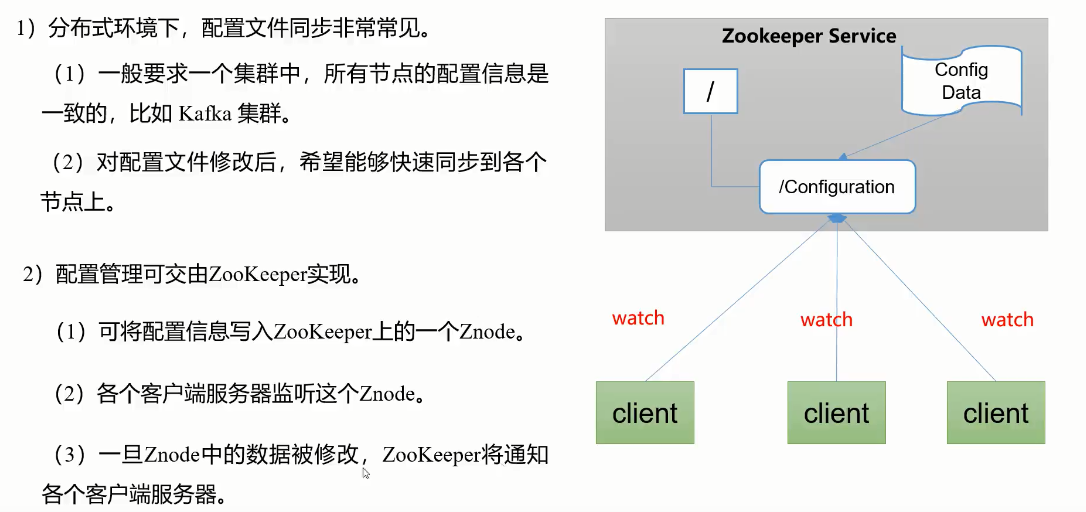 1）分布式环境下，配置文件同步非常常见。
（1）一般要求一个集群中，所有节点的配置信息是
一致的，比如 Kafka 集群。
（2）对配置文件修改后，希望能够快速同步到各个
节点上。
2）配置管理可交由ZooKeeper实现。
（1）可将配置信息写入ZooKeeper上的一个Znode。
（2）各个客户端服务器监听这个Znode。
（3）一旦Znode中的数据被修改，ZooKeeper将通知
各个客户端服务器。
Zookeeper Service
/
Config
Data
/Configuration
watch
watch
watch
client
client
client